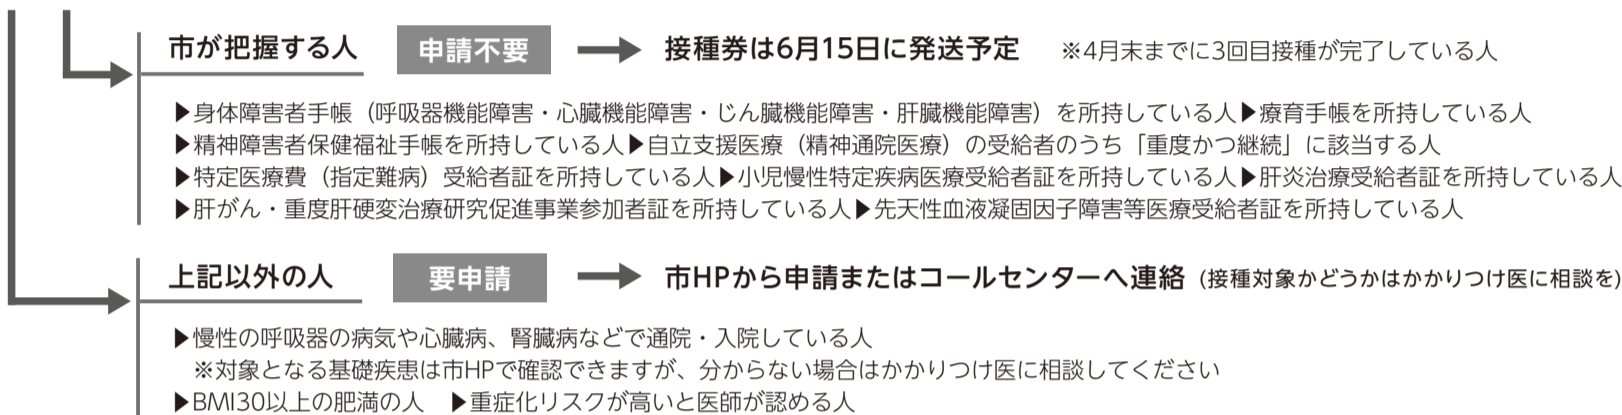 市が把握する人 申請不要 接種券は6月15日に発送予定 ※4月末までに3回目接種が完了している人
▶身体障害者手帳（呼吸器機能障害・心臓機能障害・じん臓機能障害・肝臓機能障害）を所持している人▶療育手帳を所持している人
▶精神障害者保健福祉手帳を所持している人▶自立支援医療（精神通院医療）の受給者のうち「重度かつ継続」に該当する人
▶特定医療費（指定難病）受給者証を所持している人▶小児慢性特定疾病医療受給者証を所持している人▶肝炎治療受給者証を所持している人
▶肝がん・重度肝硬変治療研究促進事業参加者証を所持している人▶先天性血液凝固因子障害等医療受給者証を所持している人
上記以外の人 要申請 市HPから申請またはコールセンターへ連絡（接種対象かどうかはかかりつけ医に相談を）
▶慢性の呼吸器の病気や心臓病、腎臓病などで通院・入院している人
※対象となる基礎疾患は市HPで確認できますが、分からない場合はかかりつけ医に相談してください
▶BMI30以上の肥満の人 ▶重症化リスクが高いと医師が認める人